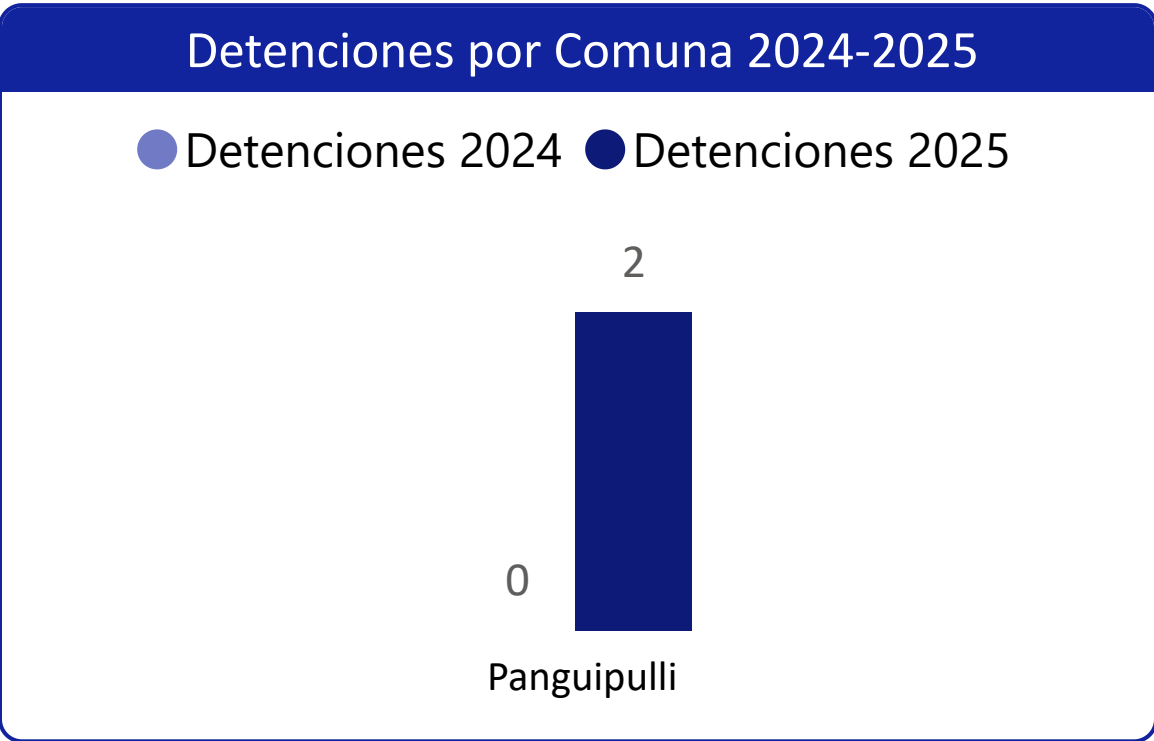 Detenciones por Comuna 2024-2025
Detenciones 2024 Detenciones 2025
2
0
Panguipulli